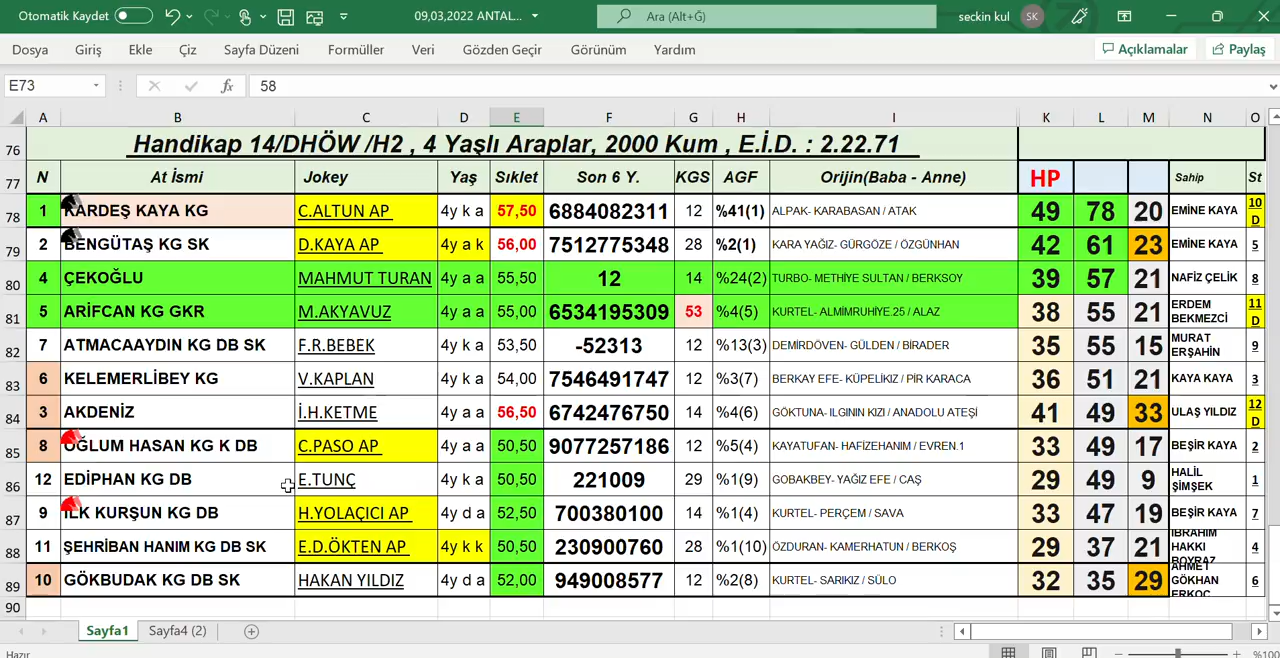 Otomatik Kaydet 09,03,2022 ANTAL... Ara (Alt+Ğ) seckin kul SK
Dosya Giriş Ekle Çiz Sayfa Düzeni Formüller Veri Gözden Geçir Görünüm Yardım Açıklamalar Paylaş
E73 fx 58
A B C D E F G H I K L M N O
76 Handikap 14/DHÖW /H2 , 4 Yaşlı Araplar, 2000 Kum , E.İ.D. : 2.22.71
77 N At İsmi Jokey Yaş Sıklet Son 6 Y. KGS AGF Orijin(Baba - Anne) HP Sahip St
78 1 KARDEŞ KAYA KG C.ALTUN AP 4y k a 57,50 6884082311 12 %41(1) ALPAK- KARABASAN / ATAK 49 78 20 EMİNE KAYA 10 D
79 2 BENGÜTAŞ KG SK D.KAYA AP 4y a k 56,00 7512775348 28 %2(1) KARA YAĞIZ- GÜRGÖZE / ÖZGÜNHAN 42 61 23 EMİNE KAYA 5
80 4 ÇEKOĞLU MAHMUT TURAN 4y a a 55,50 12 14 %24(2) TURBO- METHİYE SULTAN / BERKSOY 39 57 21 NAFİZ ÇELİK 8
81 5 ARİFCAN KG GKR M.AKYAVUZ 4y a a 55,00 6534195309 53 %4(5) KURTEL- ALMİMRUHİYE.25 / ALAZ 38 55 21 ERDEM BEKMEZCİ 11 D
82 7 ATMACAAYDIN KG DB SK F.R.BEBEK 4y k a 53,50 -52313 12 %13(3) DEMİRDÖVEN- GÜLDEN / BİRADER 35 55 15 MURAT ERŞAHİN 9
83 6 KELEMERLİBEY KG V.KAPLAN 4y k a 54,00 7546491747 12 %3(7) BERKAY EFE- KÜPELİKIZ / PİR KARACA 36 51 21 KAYA KAYA 3
84 3 AKDENİZ İ.H.KETME 4y a a 56,50 6742476750 14 %4(6) GÖKTUNA- ILGININ KIZI / ANADOLU ATEŞİ 41 49 33 ULAŞ YILDIZ 12 D
85 8 OĞLUM HASAN KG K DB C.PASO AP 4y a a 50,50 9077257186 12 %5(4) KAYATUFAN- HAFİZEHANIM / EVREN.1 33 49 17 BEŞİR KAYA 2
86 12 EDİPHAN KG DB E.TUNÇ 4y k a 50,50 221009 29 %1(9) GOBAKBEY- YAĞIZ EFE / CAŞ 29 49 9 HALİL ŞİMŞEK 1
87 9 İLK KURŞUN KG DB H.YOLAÇICI AP 4y d a 52,50 700380100 14 %1(4) KURTEL- PERÇEM / SAVA 33 47 19 BEŞİR KAYA 7
88 11 ŞEHRİBAN HANIM KG DB SK E.D.ÖKTEN AP 4y k k 50,50 230900760 28 %1(10) ÖZDURAN- KAMERHATUN / BERKOŞ 29 37 21 İBRAHİM HAKKI BOYRAZ 4
89 10 GÖKBUDAK KG DB SK HAKAN YILDIZ 4y d a 52,00 949008577 12 %2(8) KURTEL- SARIKIZ / SÜLO 32 35 29 AHMET GÖKHAN ERKOÇ 6
90
Sayfa1 Sayfa4 (2)
Hazır %100